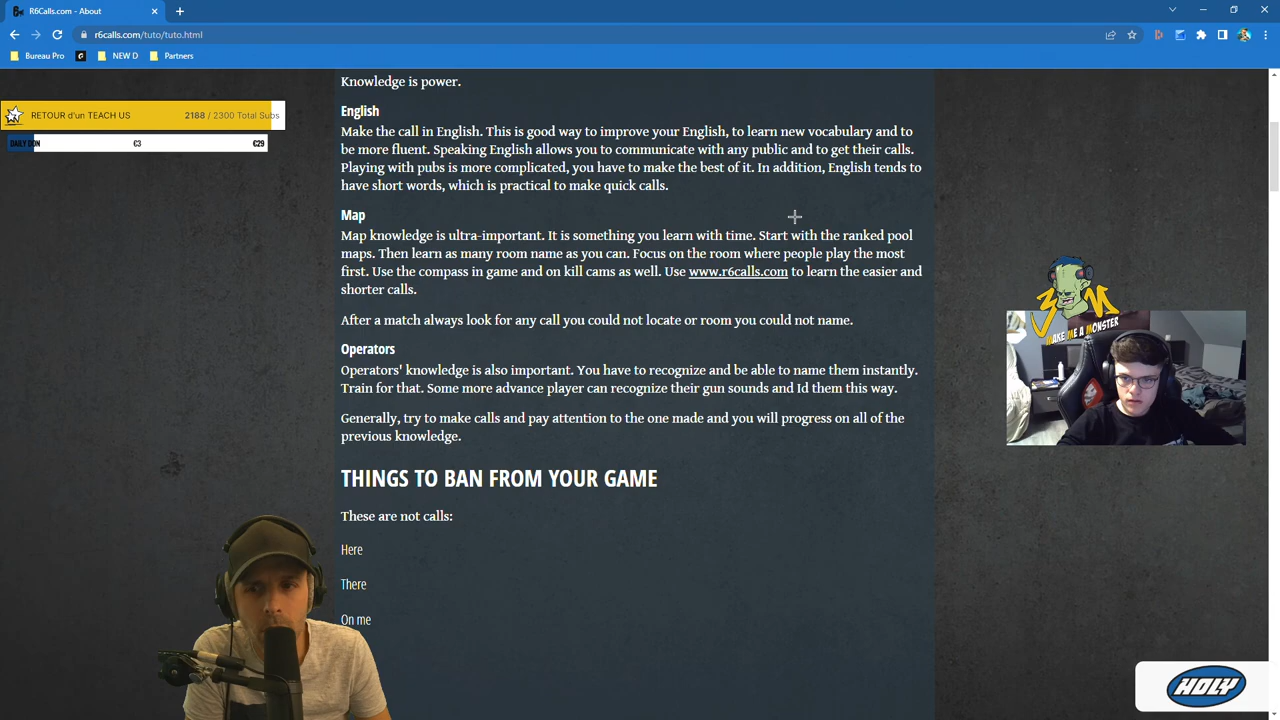 R6Calls.com - About
r6calls.com/tuto/tuto.html
Bureau Pro
G
NEW D
Partners
Knowledge is power.
RETOUR d'un TEACH US 2188 / 2300 Total Subs
DAILY DON €3 €29
English
Make the call in English. This is good way to improve your English, to learn new vocabulary and to
be more fluent. Speaking English allows you to communicate with any public and to get their calls.
Playing with pubs is more complicated, you have to make the best of it. In addition, English tends to
have short words, which is practical to make quick calls.
Map
Map knowledge is ultra-important. It is something you learn with time. Start with the ranked pool
maps. Then learn as many room name as you can. Focus on the room where people play the most
first. Use the compass in game and on kill cams as well. Use www.r6calls.com to learn the easier and
shorter calls.
After a match always look for any call you could not locate or room you could not name.
Operators
Operators' knowledge is also important. You have to recognize and be able to name them instantly.
Train for that. Some more advance player can recognize their gun sounds and Id them this way.
Generally, try to make calls and pay attention to the one made and you will progress on all of the
previous knowledge.
THINGS TO BAN FROM YOUR GAME
These are not calls:
Here
There
On me
MAKE ME A MONSTER
HOLY